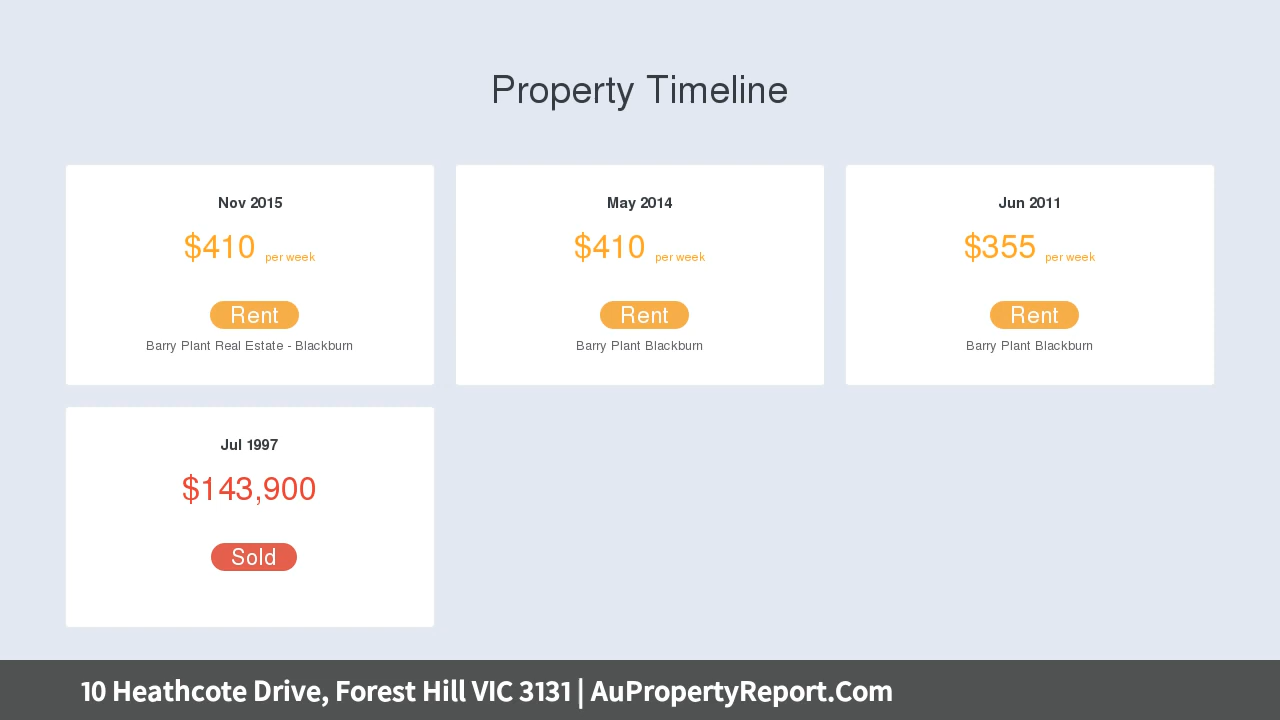 Property Timeline
Nov 2015
$410 per week
Rent
Barry Plant Real Estate - Blackburn
May 2014
$410 per week
Rent
Barry Plant Blackburn
Jun 2011
$355 per week
Rent
Barry Plant Blackburn
Jul 1997
$143,900
Sold
10 Heathcote Drive, Forest Hill VIC 3131 | AuPropertyReport.Com